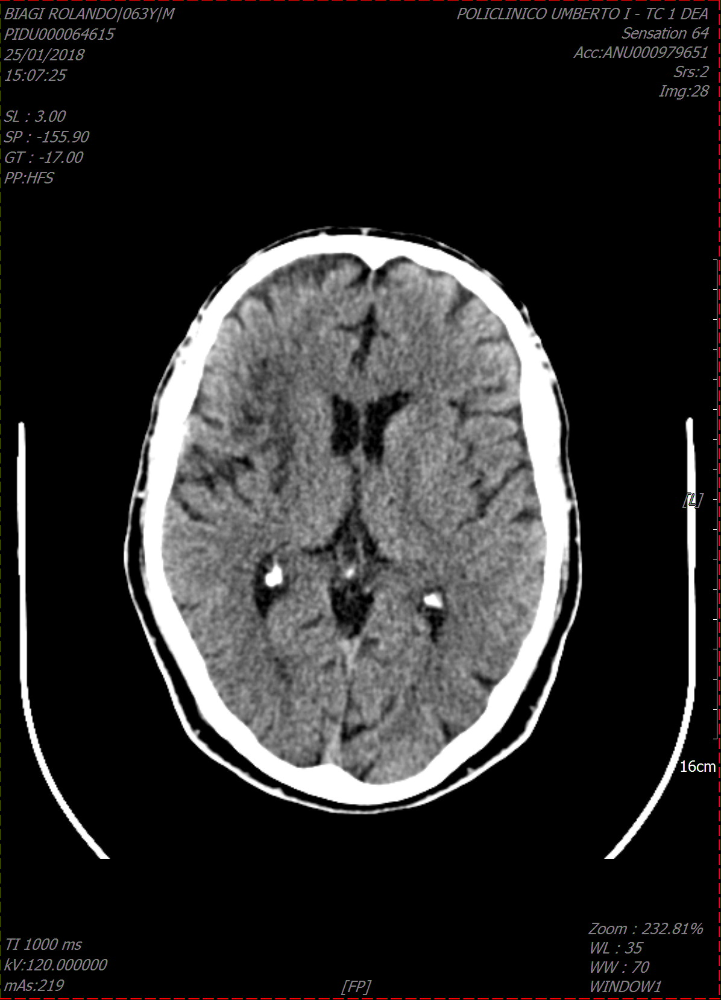 BIAGI ROLANDO|063Y|M
PIDU000064615
25/01/2018
15:07:25
SL : 3.00
SP : -155.90
GT : -17.00
PP:HFS
POLICLINICO UMBERTO I - TC 1 DEA
Sensation 64
Acc:ANU000979651
Srs:2
Img:28
[L]
16cm
TI 1000 ms
kV:120.000000
mAs:219
[FP]
Zoom : 232.81%
WL : 35
WW : 70
WINDOW1